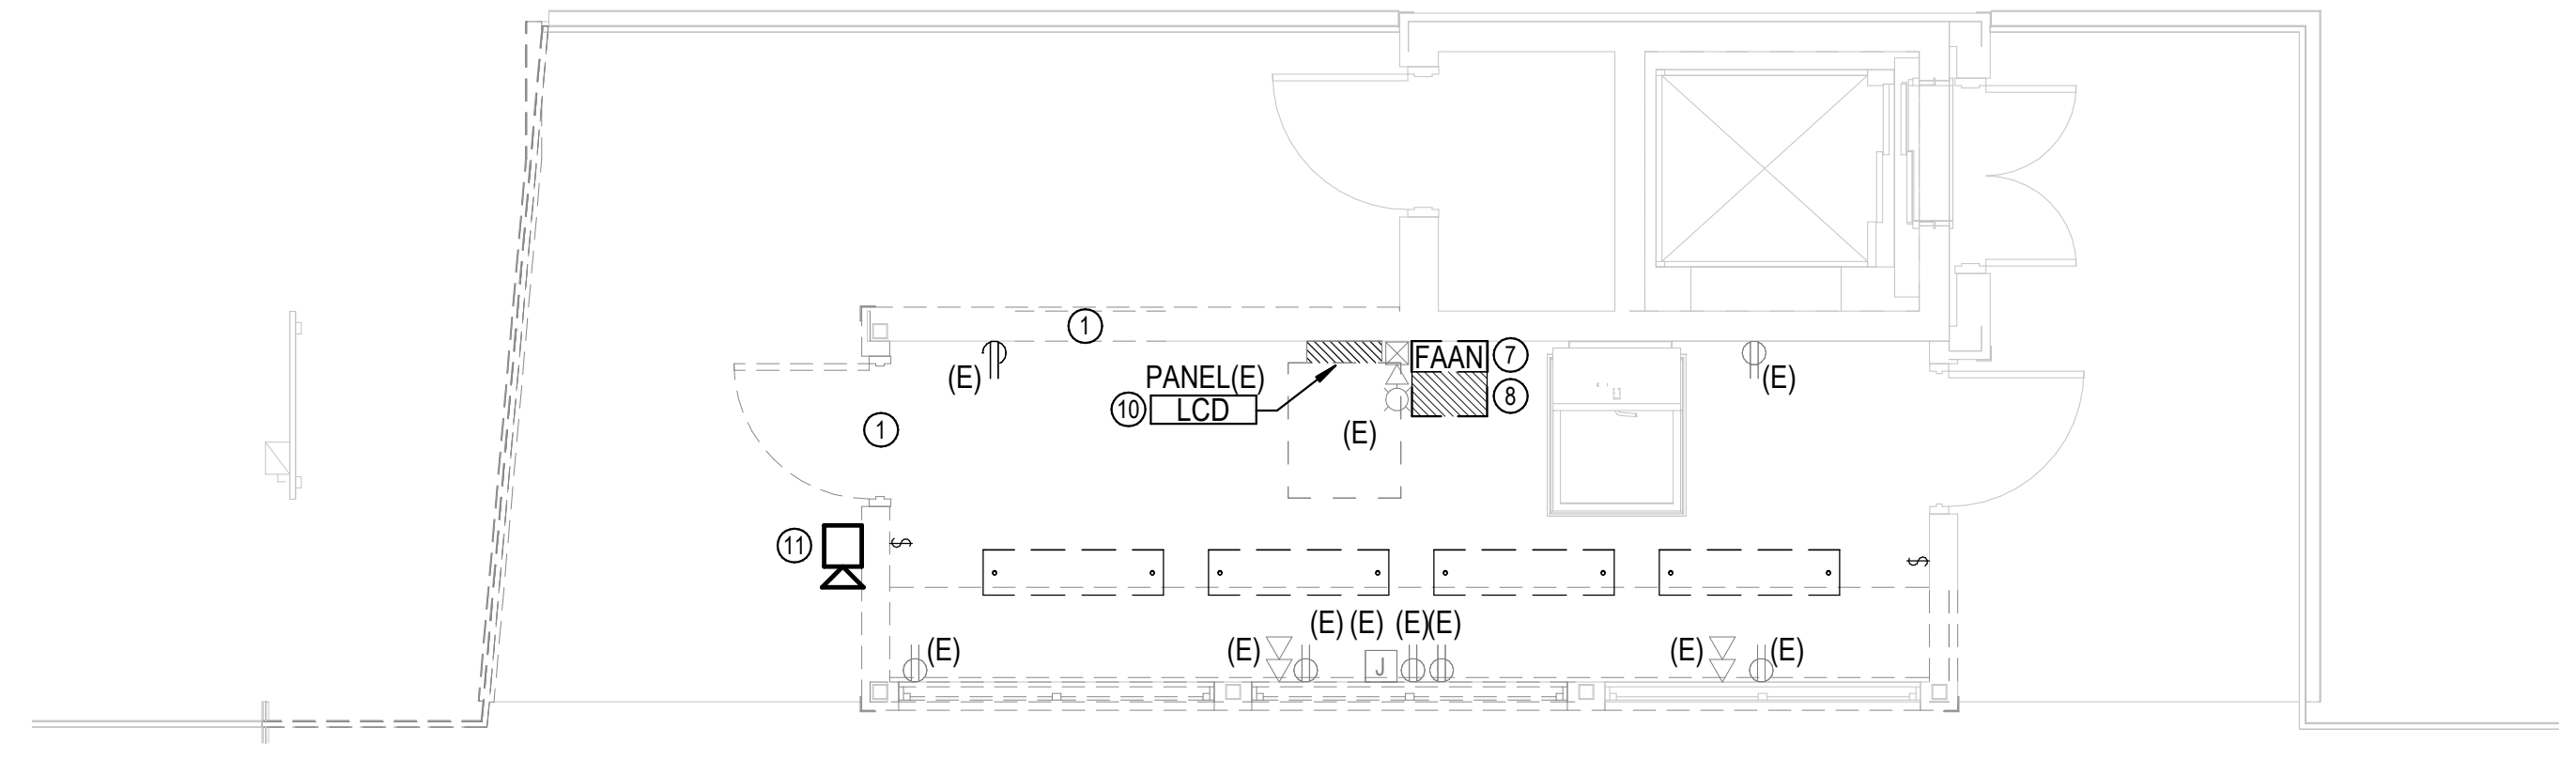 1
FAAN 7
(E)
PANEL(E)
(E)
8
10 LCD
1
(E)
11
$
$
(E) (E) (E)(E)
(E)
(E)
(E)
(E)
J